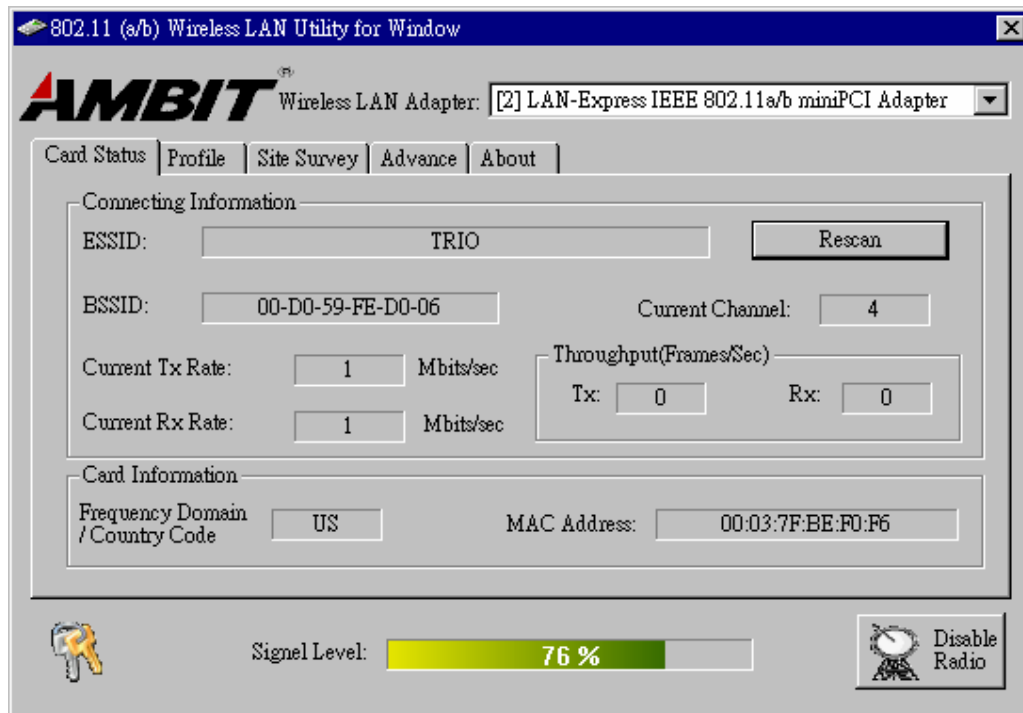 802.11 (a/b) Wireless LAN Utility for Window
AMBIT ®
Wireless LAN Adapter: [2] LAN-Express IEEE 802.11a/b miniPCI Adapter
Card Status Profile Site Survey Advance About
Connecting Information
ESSID: TRIO Rescan
BSSID: 00-D0-59-FE-D0-06 Current Channel: 4
Current Tx Rate: 1 Mbits/sec
Throughput(Frames/Sec)
Tx: 0 Rx: 0
Current Rx Rate: 1 Mbits/sec
Card Information
Frequency Domain
/ Country Code
US
MAC Address: 00:03:7F:BE:F0:F6
Signel Level: 76 %
Disable
Radio